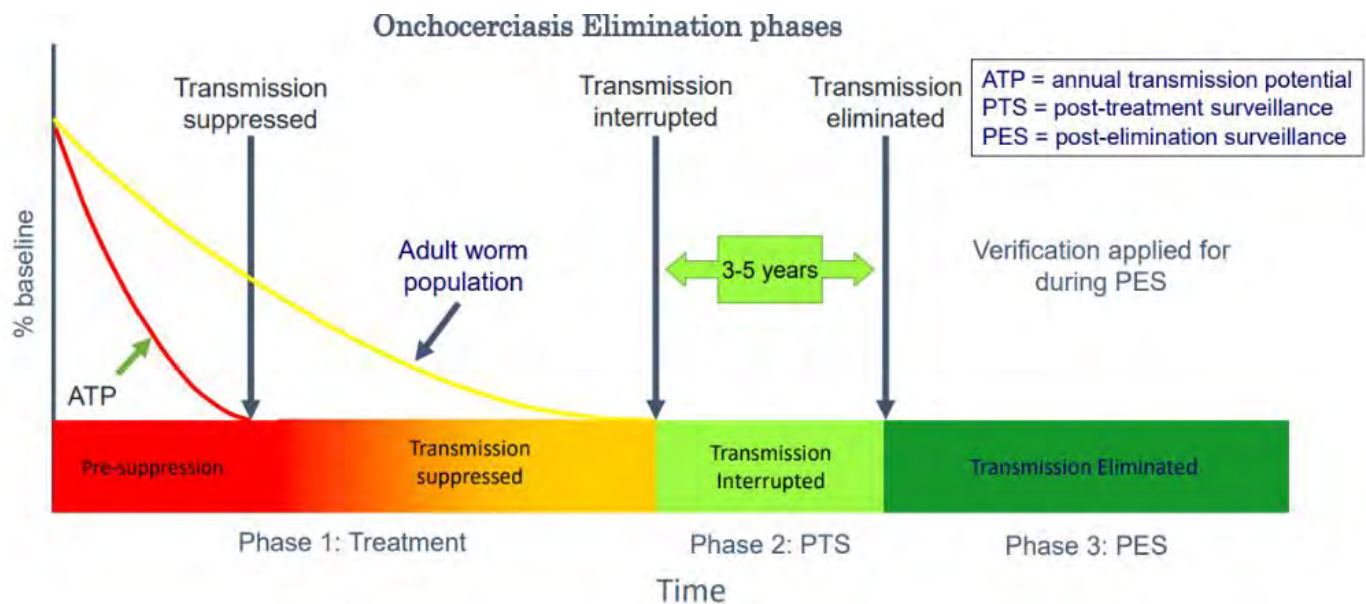 Onchocerciasis Elimination phases
Transmission
suppressed
Transmission
interrupted
Transmission
eliminated
ATP = annual transmission potential
PTS = post-treatment surveillance
PES = post-elimination surveillance
% baseline
Adult worm
population
3-5 years
Verification applied for
during PES
ATP
Pre-suppression
Transmission
suppressed
Transmission
Interrupted
Transmission Eliminated
Phase 1: Treatment
Phase 2: PTS
Phase 3: PES
Time